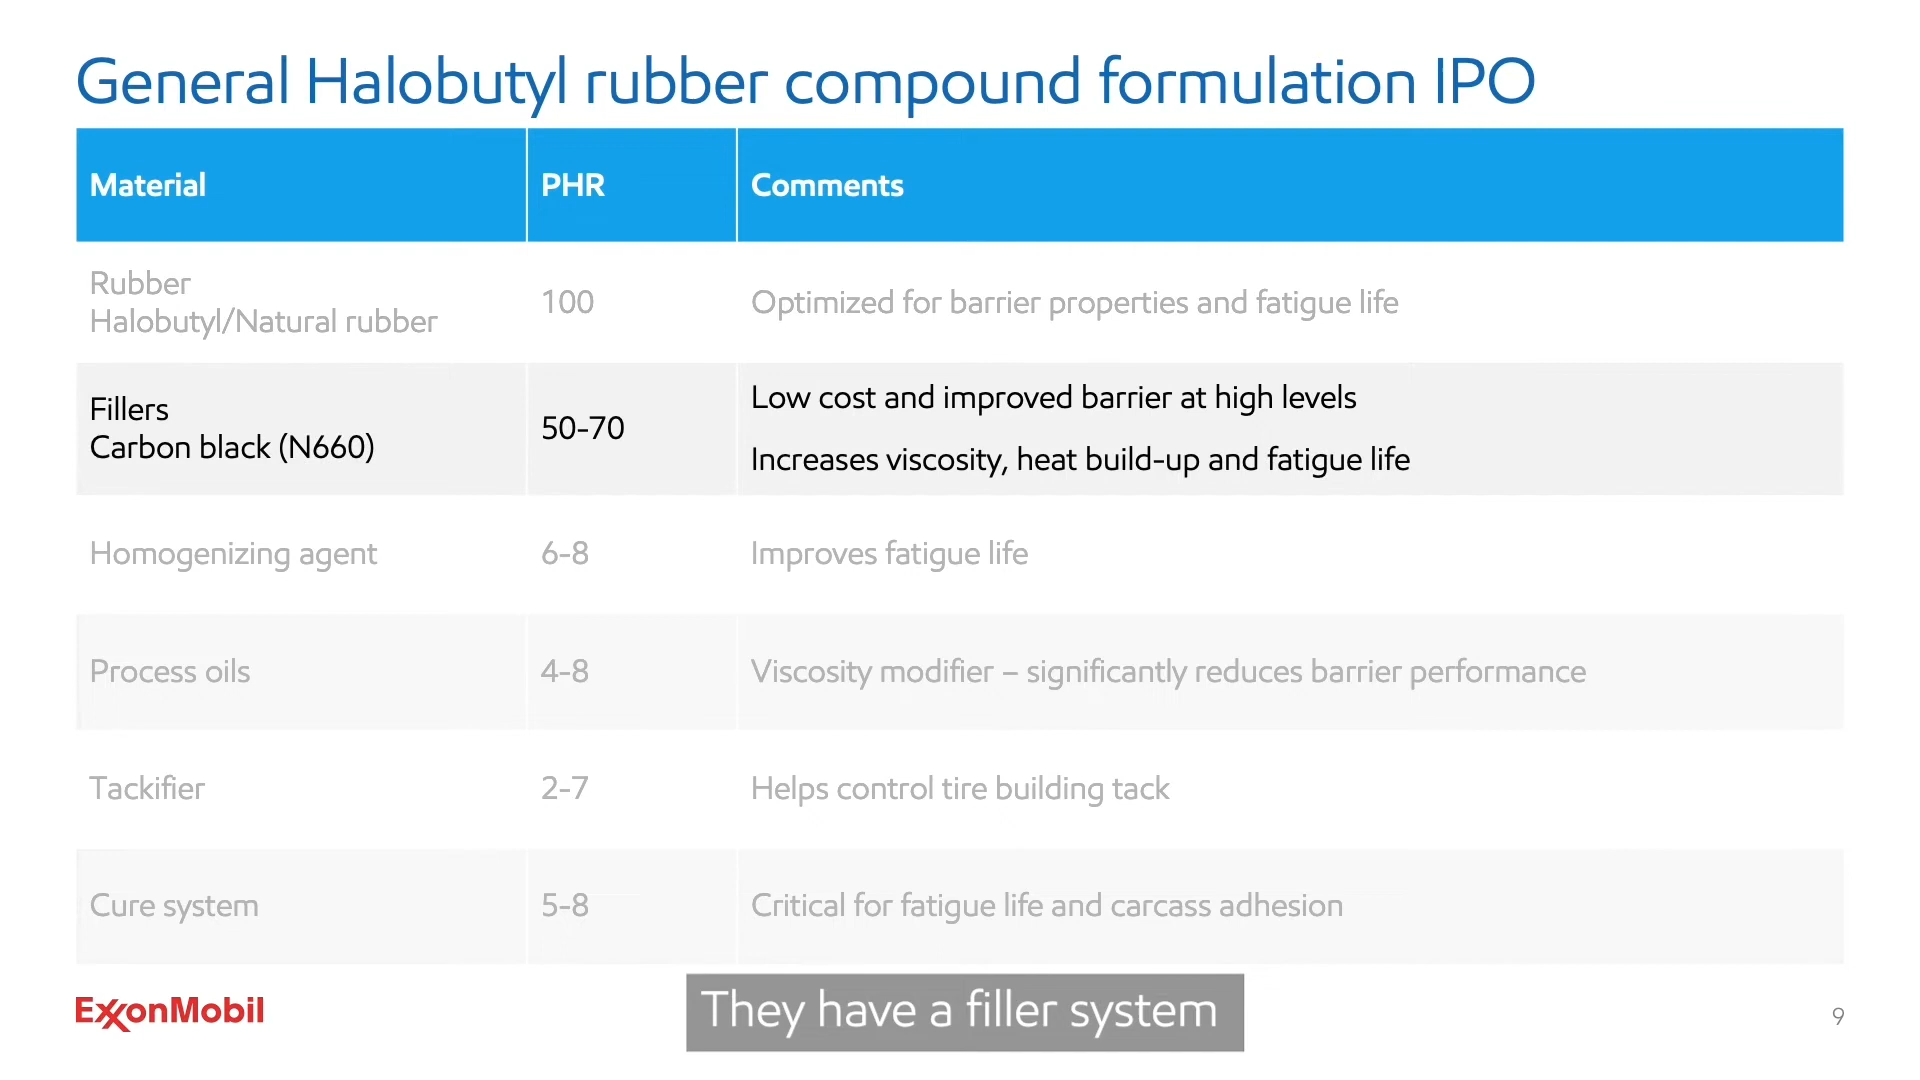 General Halobutyl rubber compound formulation IPO
Material PHR Comments
Rubber
Halobutyl/Natural rubber 100 Optimized for barrier properties and fatigue life
Fillers
Carbon black (N660) 50-70 Low cost and improved barrier at high levels
Increases viscosity, heat build-up and fatigue life
Homogenizing agent 6-8 Improves fatigue life
Process oils 4-8 Viscosity modifier – significantly reduces barrier performance
Tackifier 2-7 Helps control tire building tack
Cure system 5-8 Critical for fatigue life and carcass adhesion
ExxonMobil
They have a filler system
9